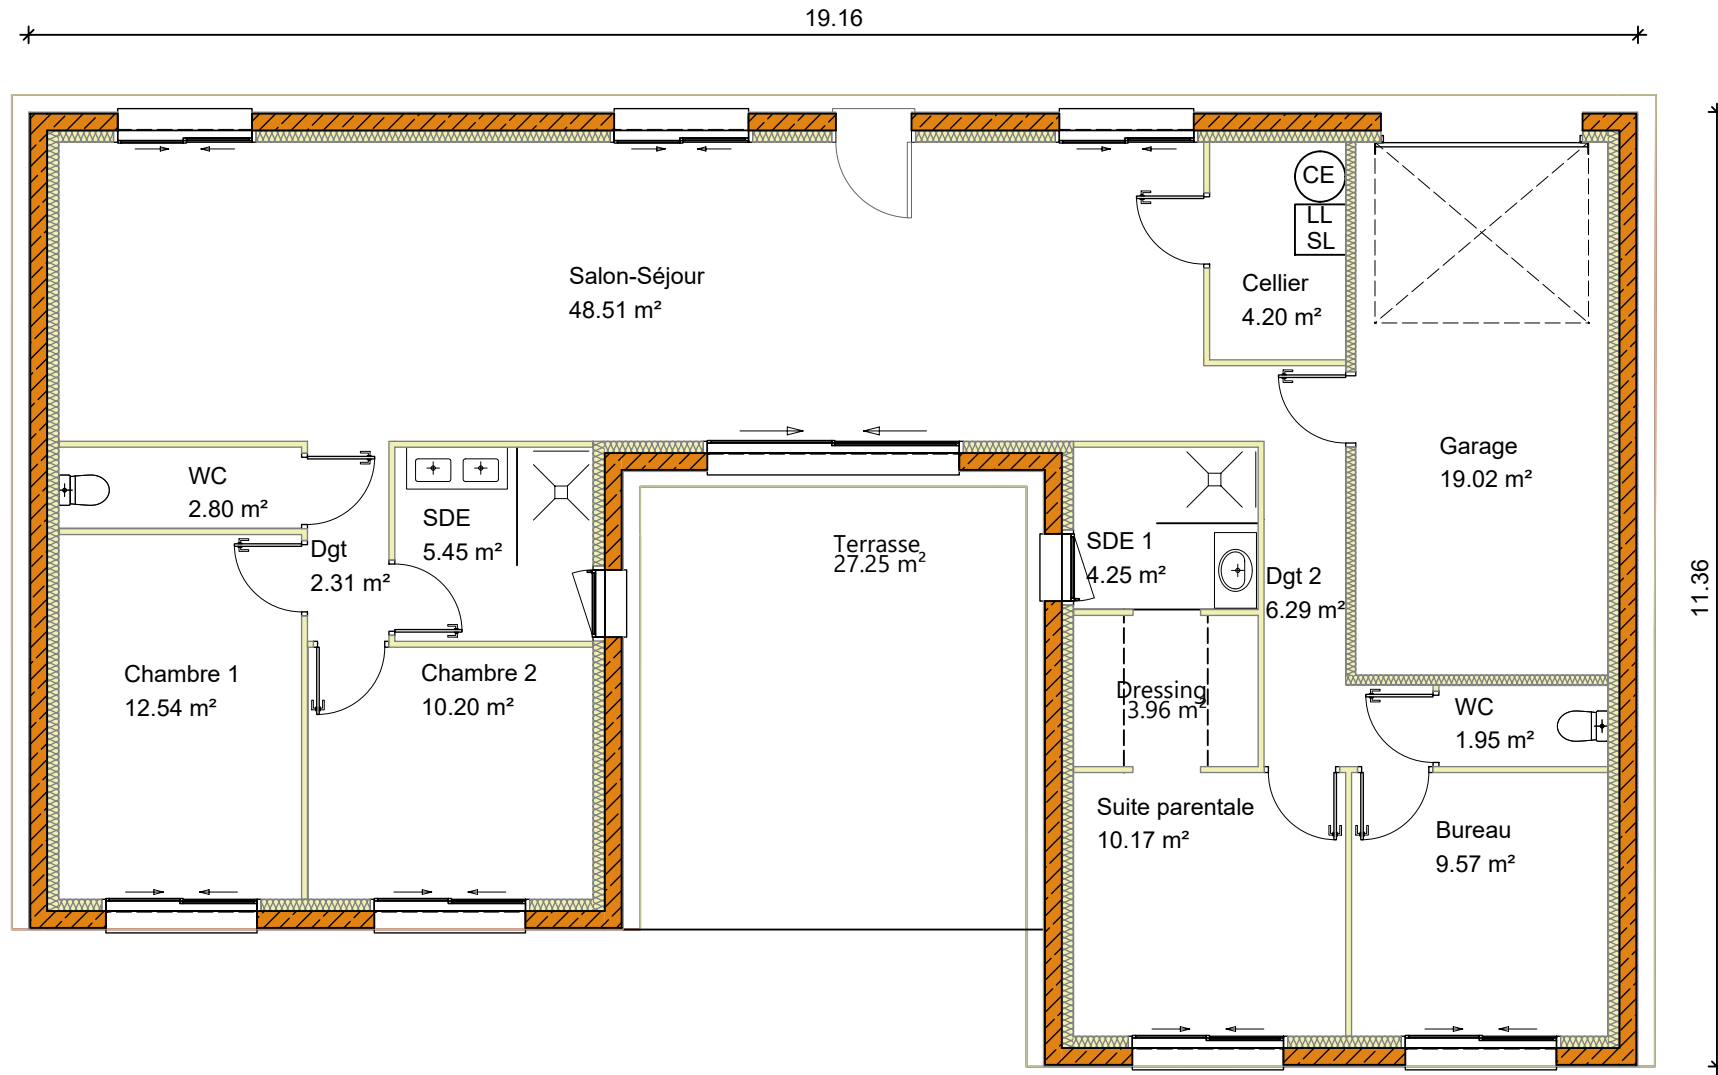 19.16
CE
LL
SL
Salon-Séjour
48.51 m²
Cellier
4.20 m²
Garage
19.02 m²
WC
2.80 m²
SDE
5.45 m²
Dgt
2.31 m²
Terrasse
27.25 m²
SDE 1
4.25 m²
Dgt 2
6.29 m²
11.36
Chambre 1
12.54 m²
Chambre 2
10.20 m²
Dressing
3.96 m²
WC
1.95 m²
Suite parentale
10.17 m²
Bureau
9.57 m²